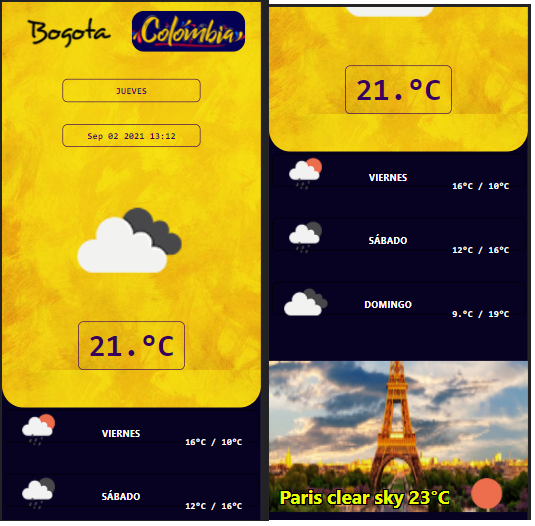 Bogota
Colombia
JUEVES
Sep 02 2021 13:12
21.°C
VIERNES
16°C / 10°C
SÁBADO
12°C / 16°C
21.°C
VIERNES
16°C / 10°C
SÁBADO
12°C / 16°C
DOMINGO
9.°C / 19°C
Paris clear sky 23°C